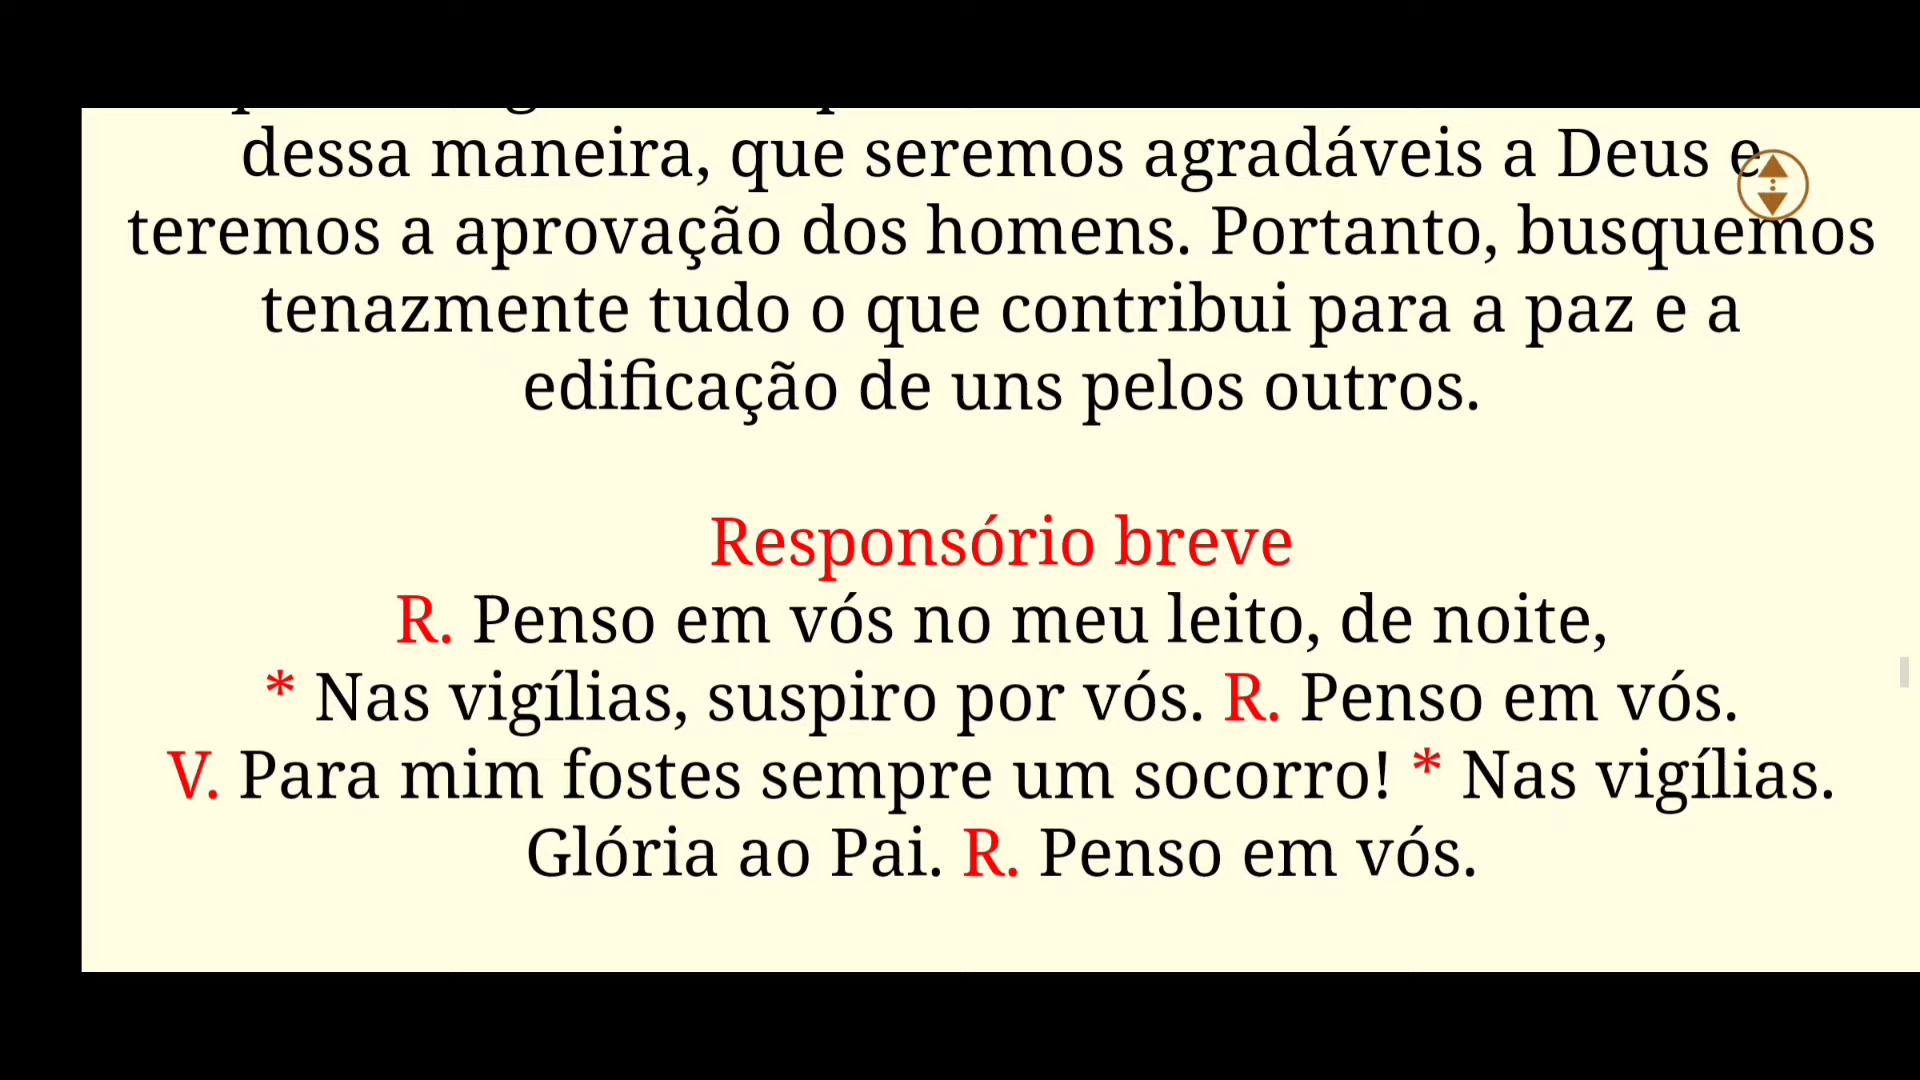 dessa maneira, que seremos agradáveis a Deus e
teremos a aprovação dos homens. Portanto, busquemos
tenazmente tudo o que contribui para a paz e a
edificação de uns pelos outros.
Responsório breve
R. Penso em vós no meu leito, de noite,
* Nas vigílias, suspiro por vós. R. Penso em vós.
V. Para mim fostes sempre um socorro! * Nas vigílias.
Glória ao Pai. R. Penso em vós.